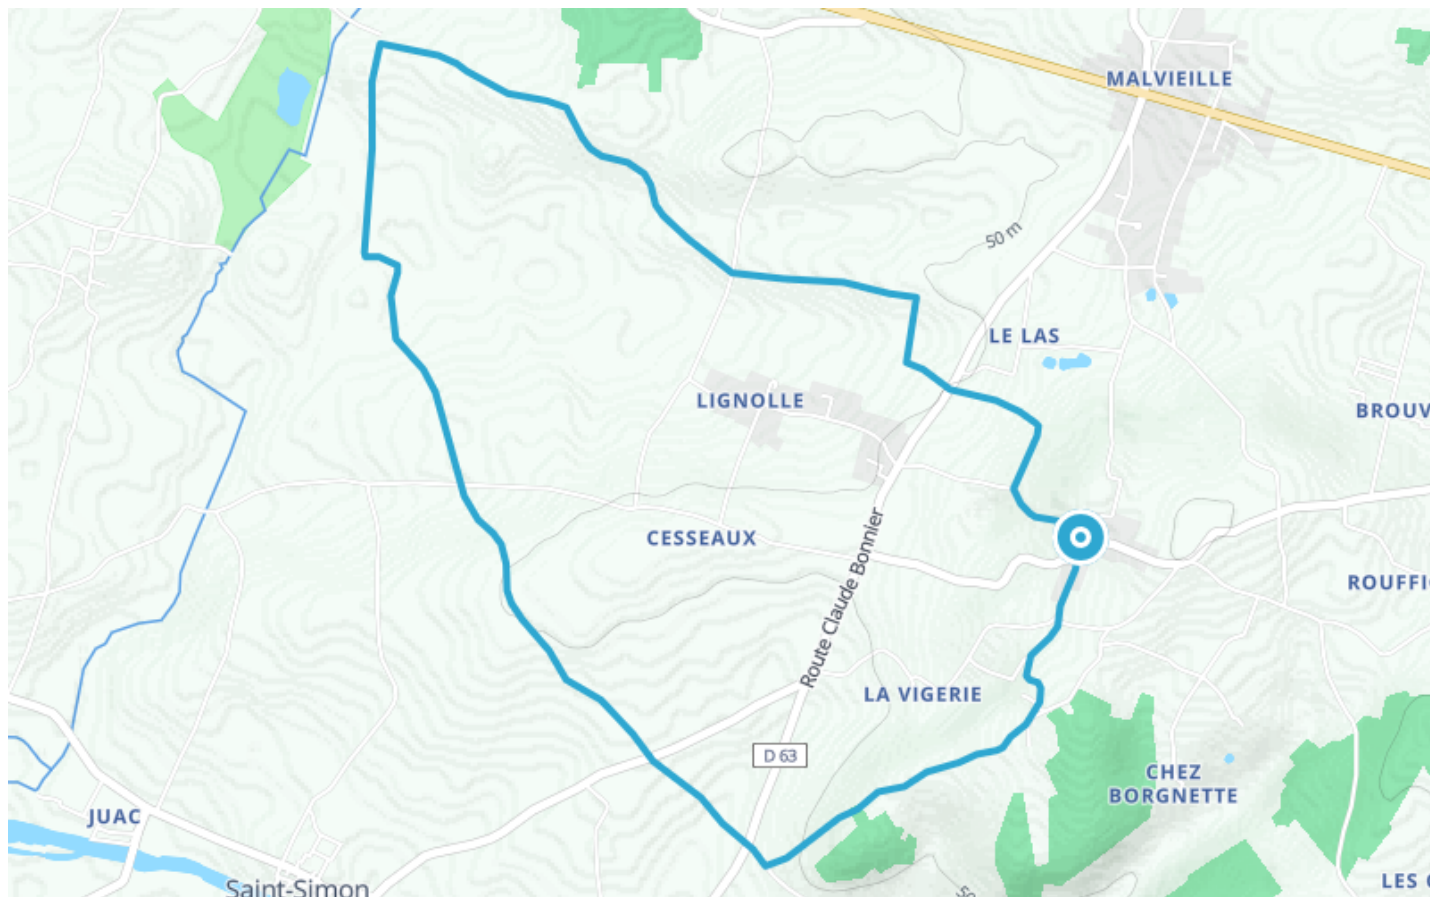 MALVIEILLE
50 m
LE LAS
LIGNOLLE
BROUV
CESSEAUX
Route Claude Bonnier
ROUFFI
LA VIGERIE
D 63
CHEZ
BORGNETTE
JUAC
LES
Saint-Simon
50